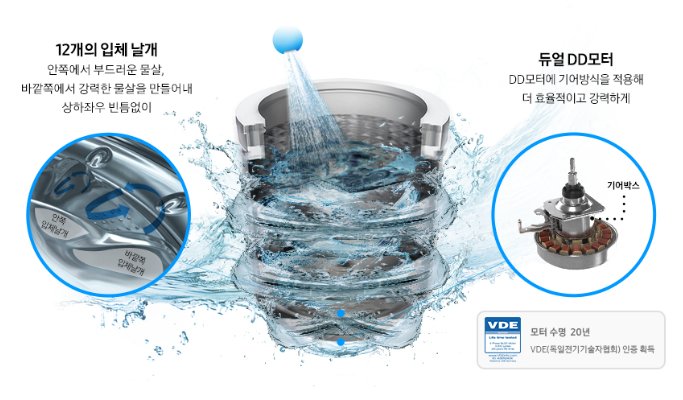 12개의 입체 날개
안쪽에서 부드러운 물살,
바깥쪽에서 강력한 물살을 만들어내
상하좌우 빈틈없이
안쪽
입체날개
바깥쪽
입체날개
듀얼 DD모터
DD모터에 기어방식을 적용해
더 효율적이고 강력하게
기어박스
VDE
Life time tested
모터 수명 20년
VDE(독일전기기술자협회) 인증 획득